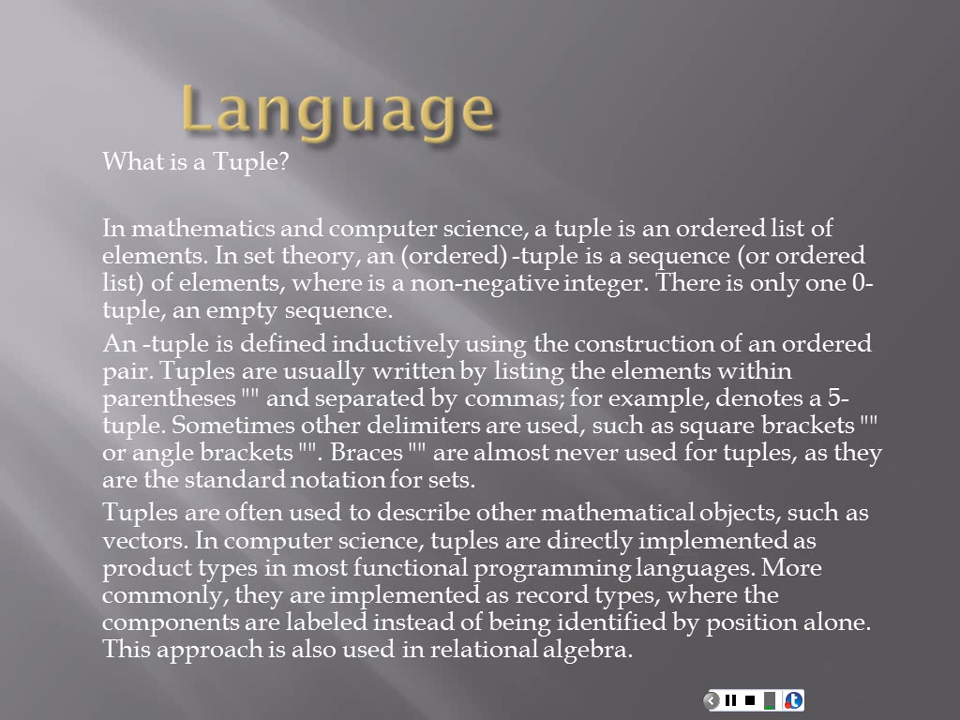 Language
What is a Tuple?
In mathematics and computer science, a tuple is an ordered list of
elements. In set theory, an (ordered) -tuple is a sequence (or ordered
list) of elements, where is a non-negative integer. There is only one 0-
tuple, an empty sequence.
An -tuple is defined inductively using the construction of an ordered
pair. Tuples are usually written by listing the elements within
parentheses "" and separated by commas; for example, denotes a 5-
tuple. Sometimes other delimiters are used, such as square brackets ""
or angle brackets "". Braces "" are almost never used for tuples, as they
are the standard notation for sets.
Tuples are often used to describe other mathematical objects, such as
vectors. In computer science, tuples are directly implemented as
product types in most functional programming languages. More
commonly, they are implemented as record types, where the
components are labeled instead of being identified by position alone.
This approach is also used in relational algebra.
t